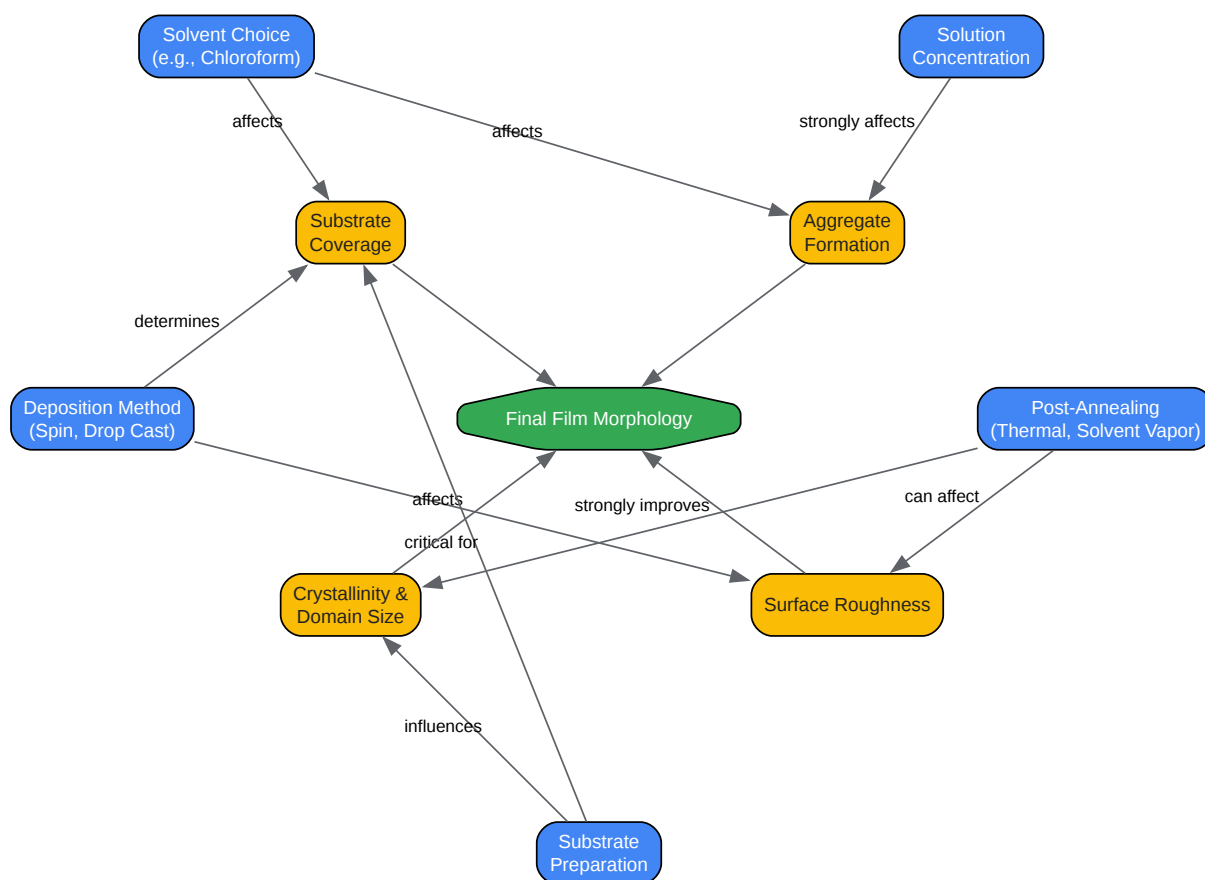 Solvent Choice
(e.g., Chloroform)
Solution
Concentration
affects
affects
strongly affects
Substrate
Coverage
Aggregate
Formation
determines
Deposition Method
(Spin, Drop Cast)
Final Film Morphology
Post-Annealing
(Thermal, Solvent Vapor)
affects
strongly improves
can affect
critical for
Crystallinity &
Domain Size
Surface Roughness
influences
Substrate
Preparation